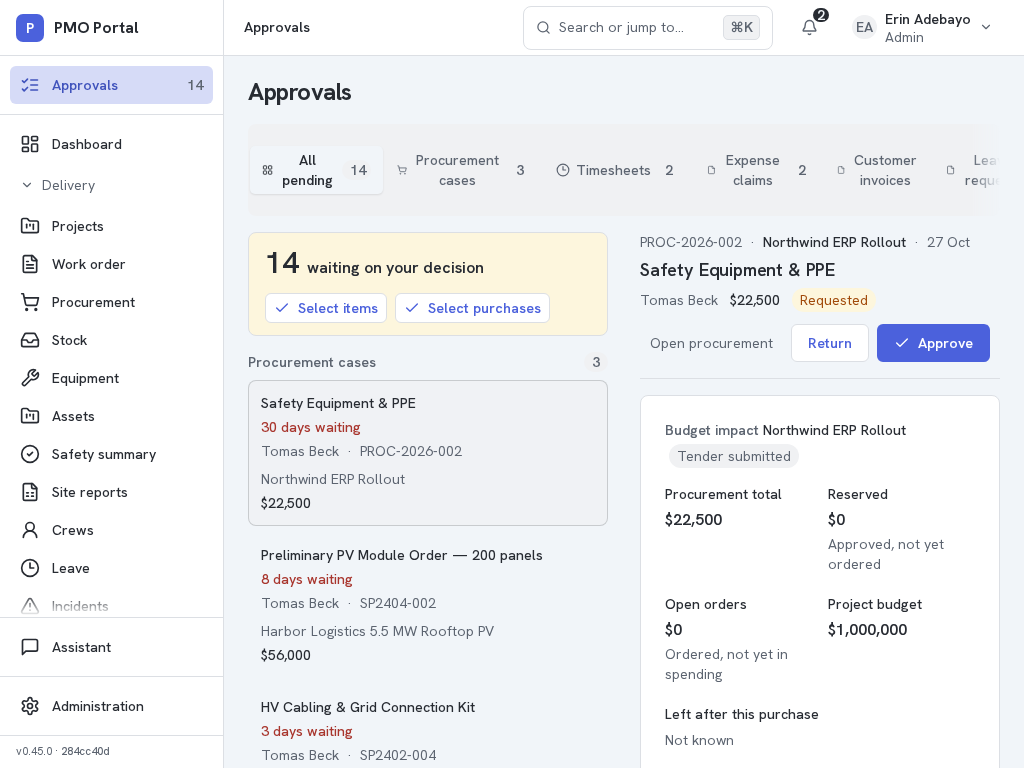 P PMO Portal
Approvals
Search or jump to...
⌘K
2
EA
Erin Adebayo
Admin
Approvals 14
Dashboard
Delivery
Projects
Work order
Procurement
Stock
Equipment
Assets
Safety summary
Site reports
Crews
Leave
Incidents
Assistant
Administration
v0.45.0 · 284cc40d
Approvals
All pending 14
Procurement cases 3
Timesheets 2
Expense claims 2
Customer invoices
14 waiting on your decision
Select items
Select purchases
Procurement cases 3
Safety Equipment & PPE
30 days waiting
Tomas Beck · PROC-2026-002
Northwind ERP Rollout
$22,500
Preliminary PV Module Order — 200 panels
8 days waiting
Tomas Beck · SP2404-002
Harbor Logistics 5.5 MW Rooftop PV
$56,000
HV Cabling & Grid Connection Kit
3 days waiting
Tomas Beck · SP2402-004
PROC-2026-002 · Northwind ERP Rollout · 27 Oct
Safety Equipment & PPE
Tomas Beck $22,500 Requested
Open procurement
Return
Approve
Budget impact Northwind ERP Rollout
Tender submitted
Procurement total
$22,500
Reserved
$0
Approved, not yet
ordered
Open orders
$0
Ordered, not yet in
spending
Project budget
$1,000,000
Left after this purchase
Not known